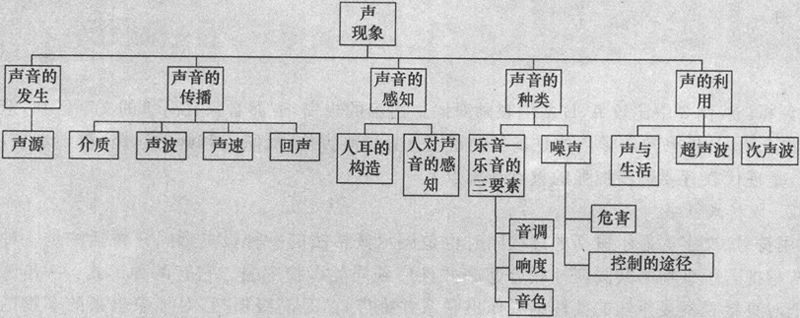 声
现象
声音的
发生
声音的
传播
声音的
感知
声音的
种类
声的利
用
声源
介质
声波
声速
回声
人耳的
构造
人对声
音的感
知
乐音—
乐音的
三要素
噪声
声与
生活
超声波
次声波
音调
响度
音色
危害
控制的途径